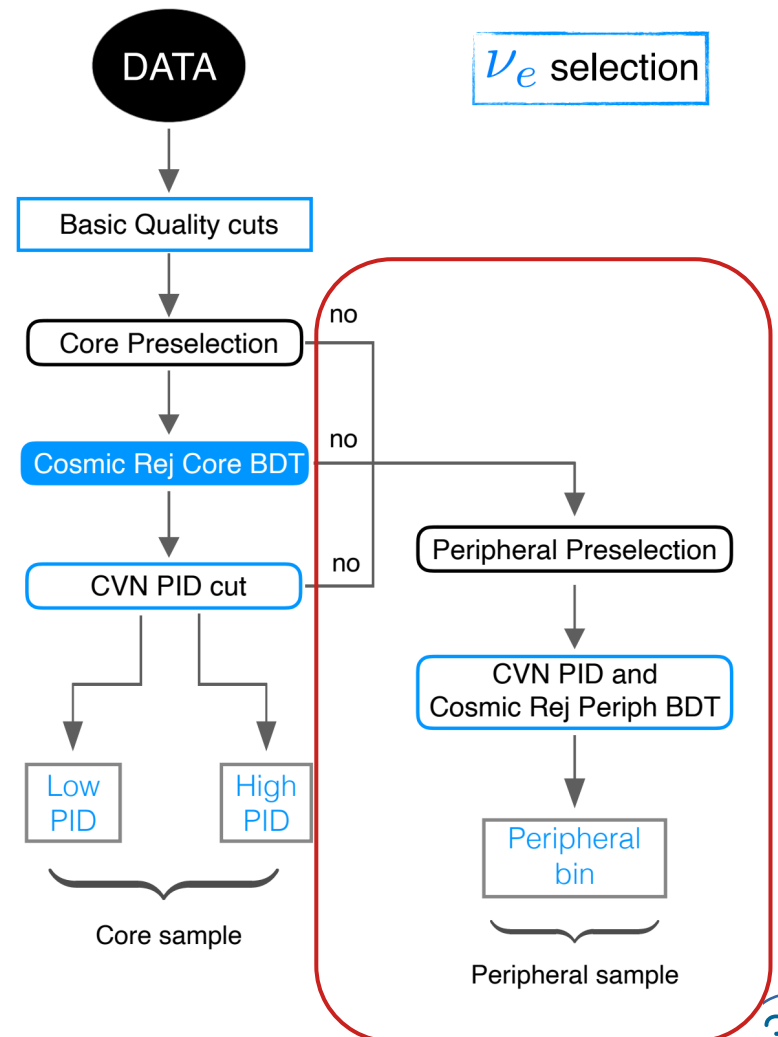 DATA
νₑ selection
Basic Quality cuts
no
Core Preselection
no
Cosmic Rej Core BDT
Peripheral Preselection
no
CVN PID cut
CVN PID and
Cosmic Rej Periph BDT
Low
PID
High
PID
Peripheral
bin
Core sample
Peripheral sample